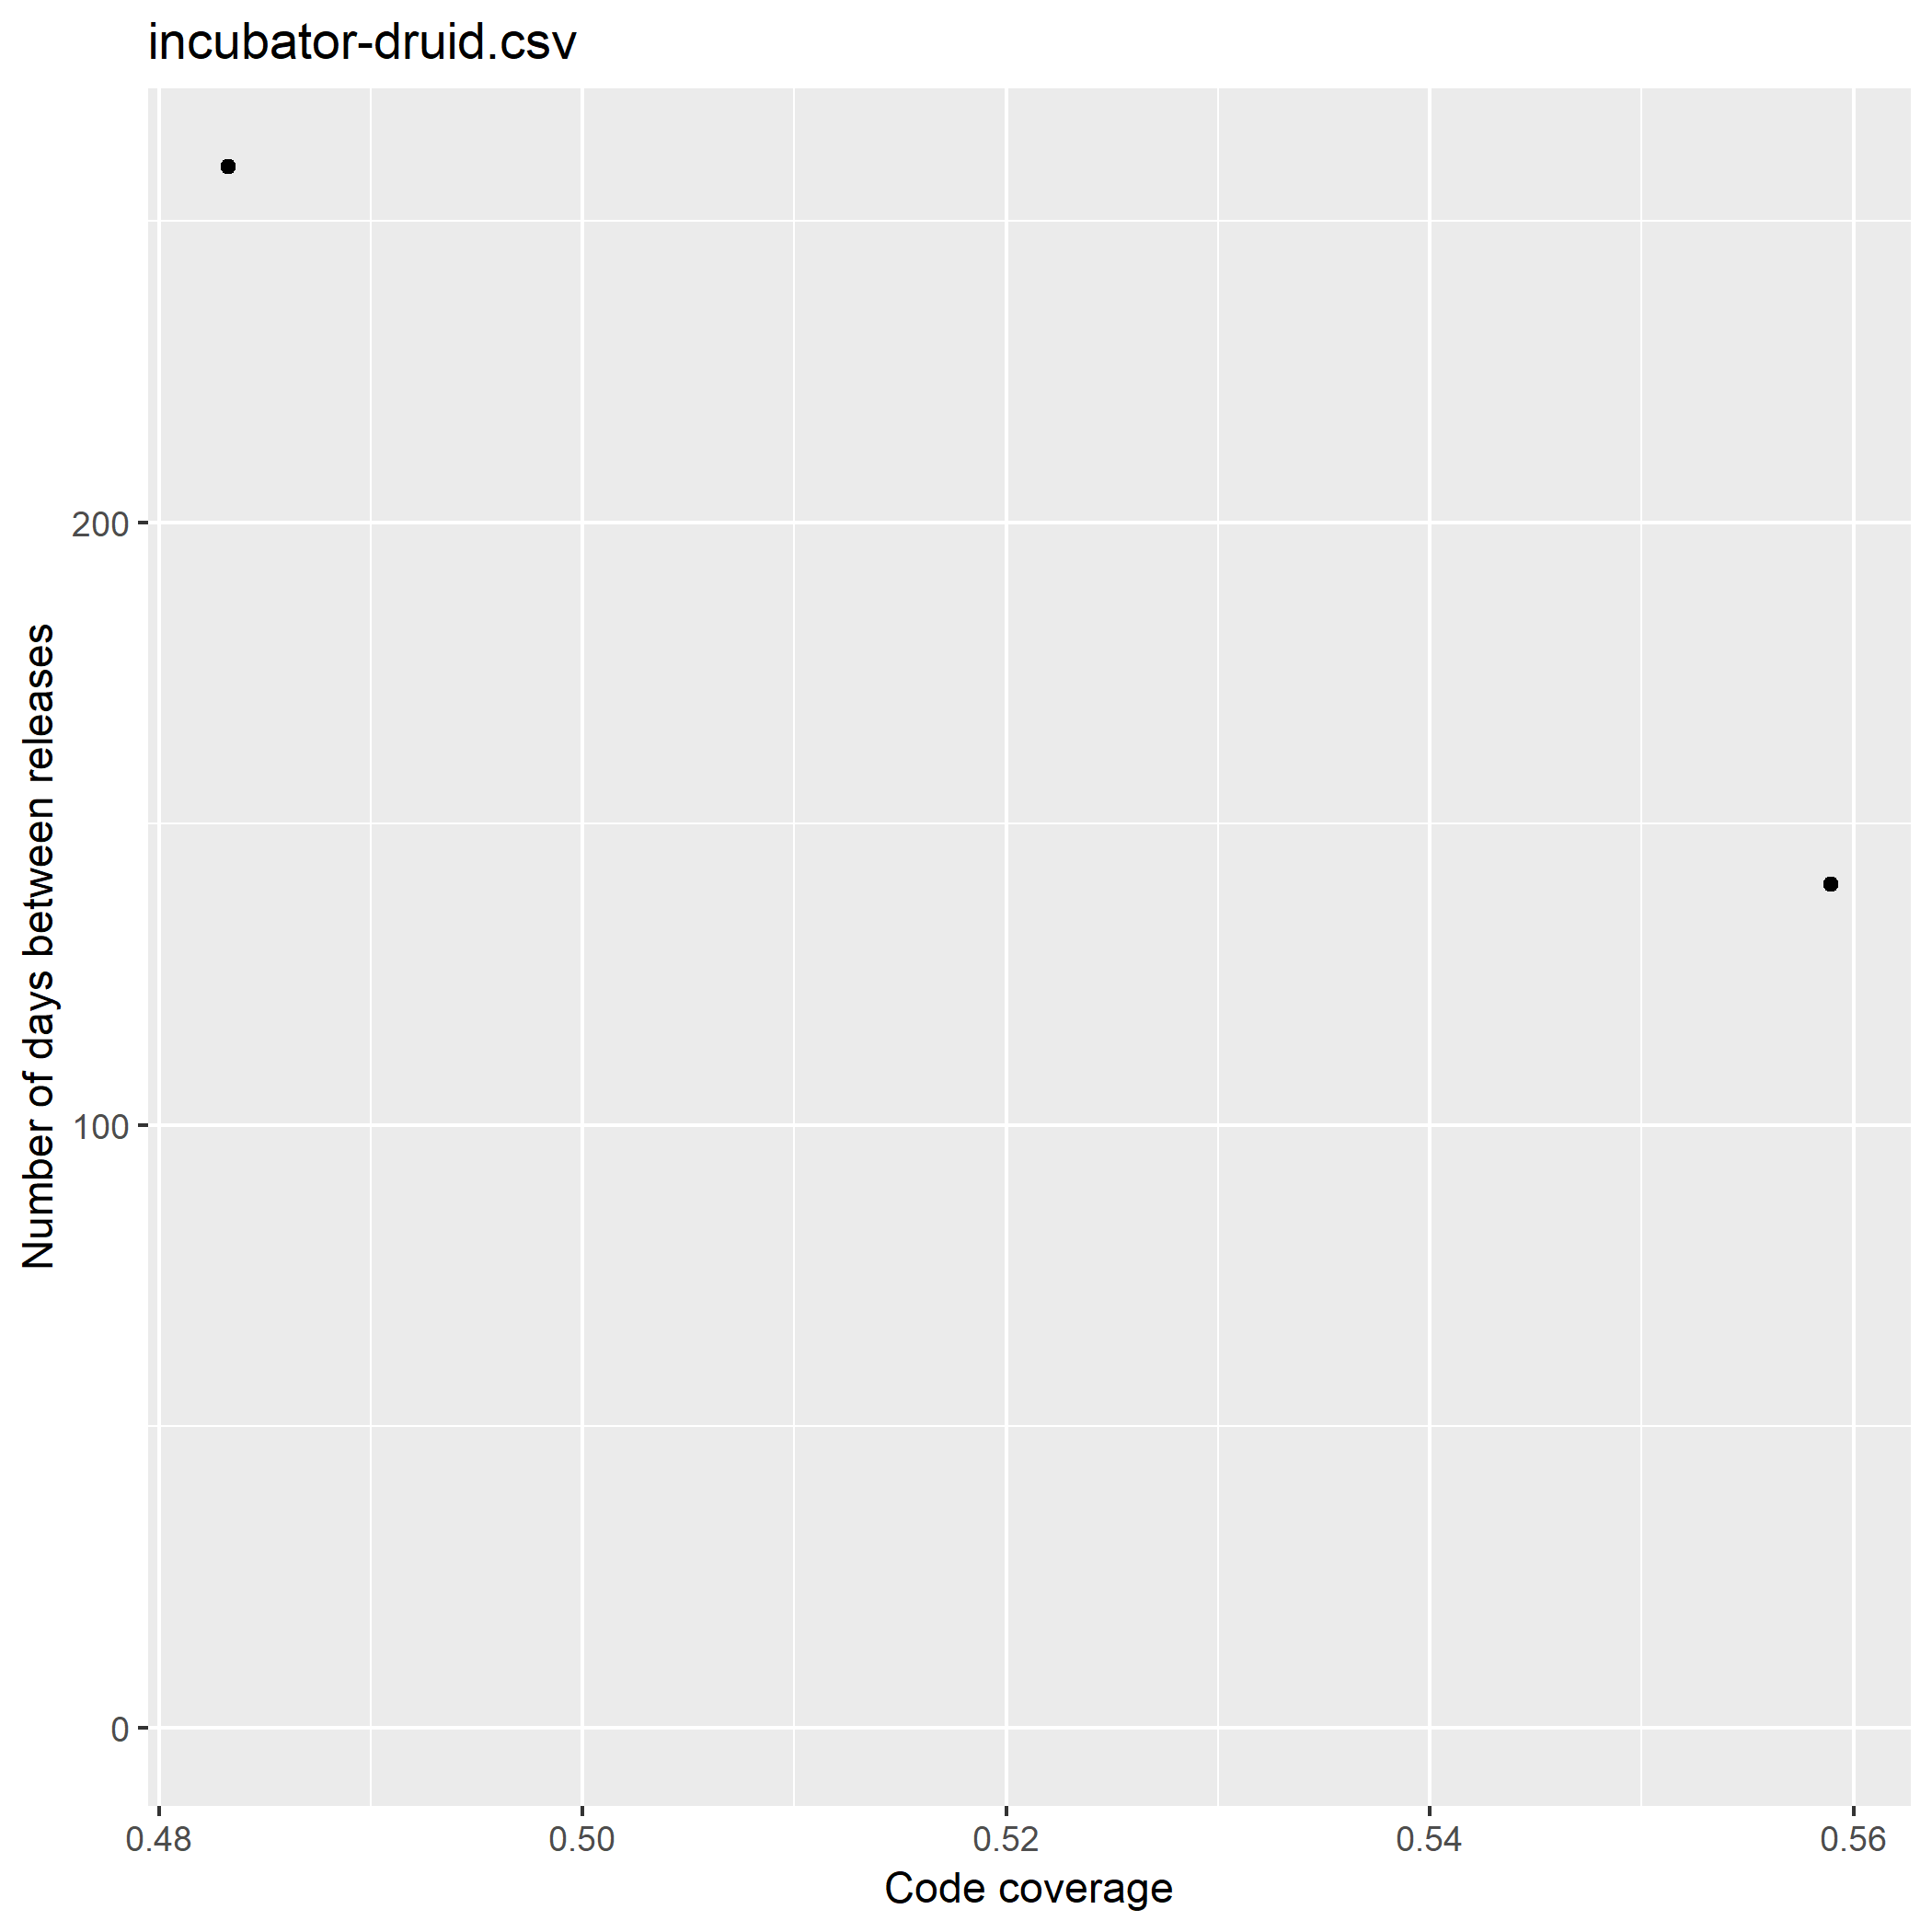 incubator-druid.csv
Number of days between releases
200
100
0
0.48 0.50 0.52 0.54 0.56
Code coverage